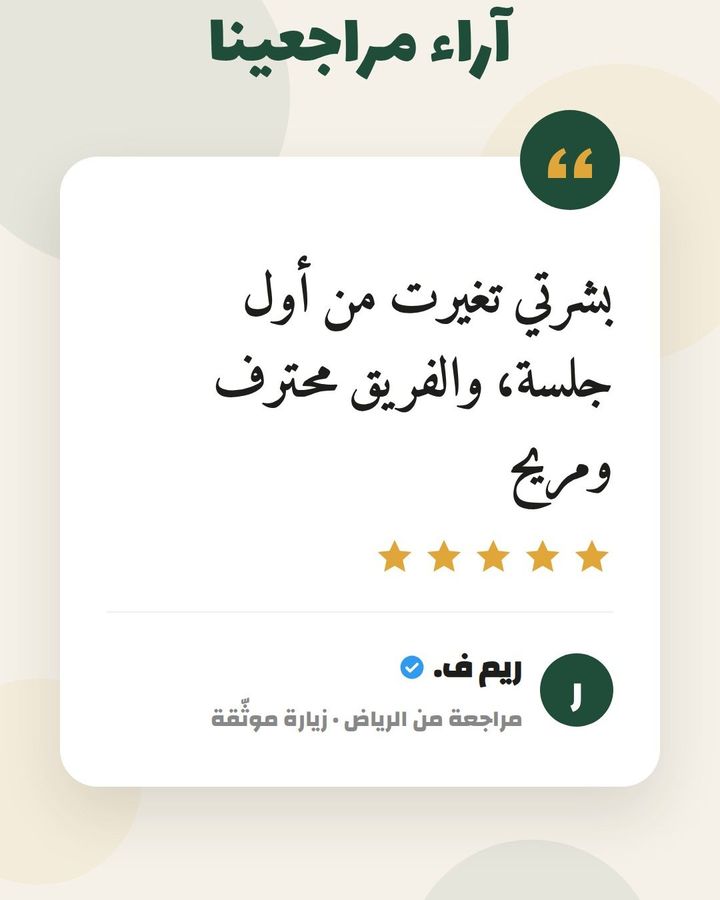 آراء مراجعينا
“
بشرتي تغيرت من أول
جلسة، والفريق محترف
ومريح
ر
ريم ف.
مراجعة من الرياض · زيارة موثّقة